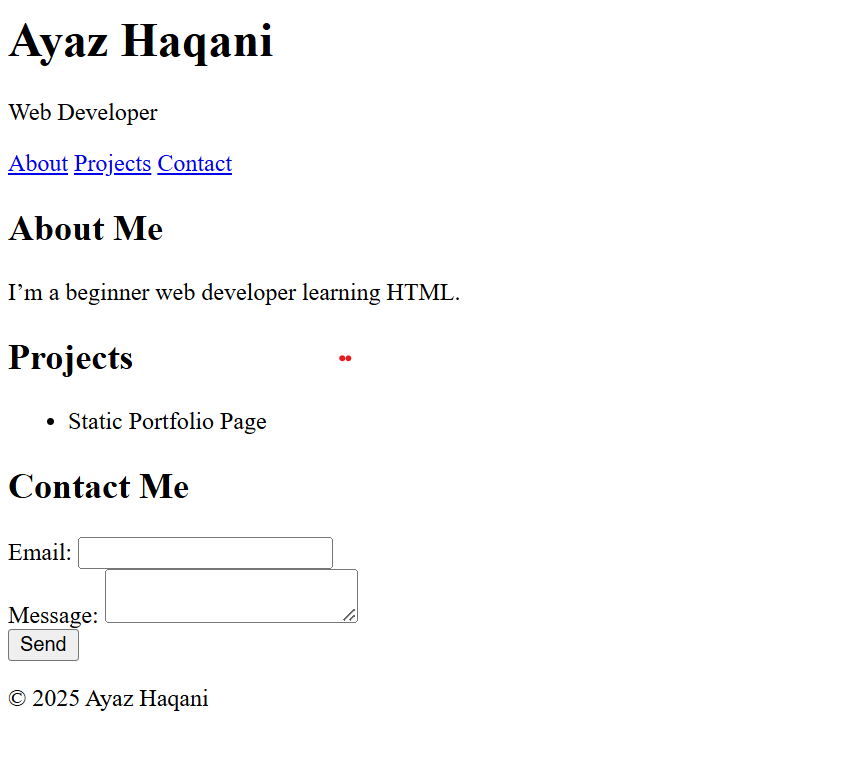 Ayaz Haqani
Web Developer
About Projects Contact
About Me
I’m a beginner web developer learning HTML.
Projects
• Static Portfolio Page
Contact Me
Email:
Message:
Send
© 2025 Ayaz Haqani